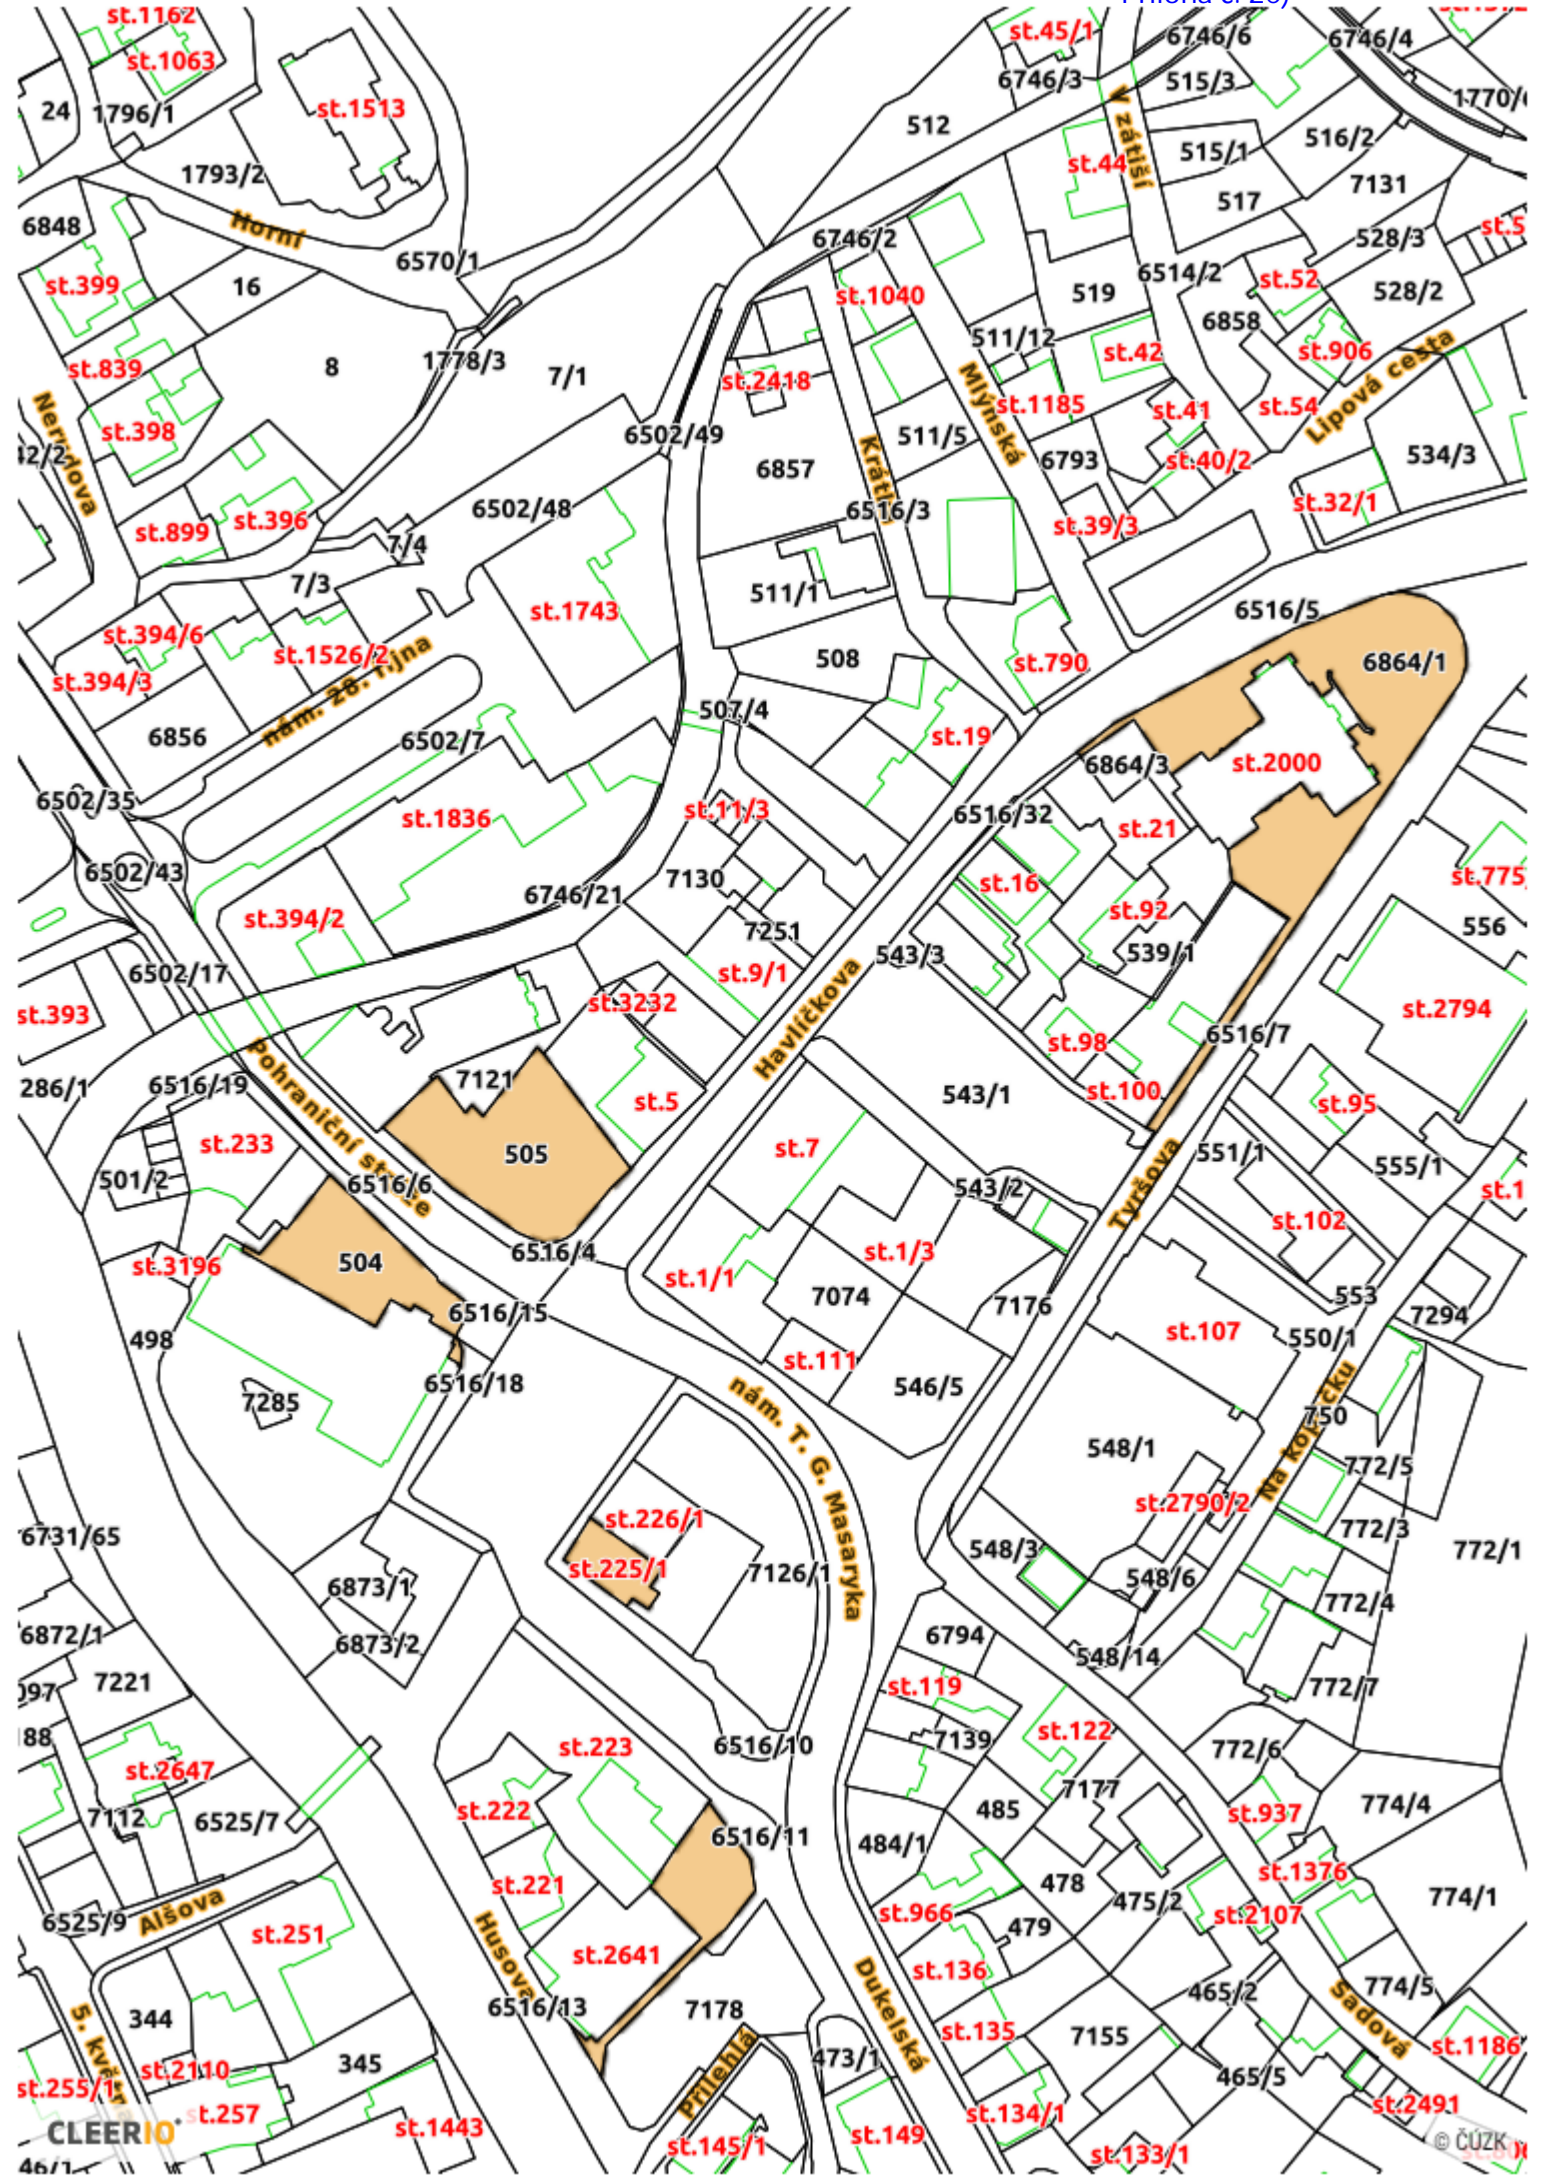 st.1162
st.45/1
6746/6
6746/4
st.1063
6746/3
515/3
24
1796/1
st.1513
512
V zátiší
515/1
516/2
1793/2
st.44
7131
517
6848
Horní
6746/2
528/3
6570/1
6514/2
st.399
16
st.1040
519
st.52
528/2
6858
511/12
st.42
st.906
st.839
8
1778/3
7/1
st.2418
Mlýnská
Lipová cesta
st.1185
st.41
st.54
Nerudova
st.398
6502/49
511/5
42/2
6857
6793
st.40/2
534/3
st.899
st.396
6502/48
6516/3
st.39/3
st.32/1
7/4
7/3
511/1
st.1743
6516/5
st.394/6
st.1526/2
508
st.790
6864/1
st.394/3
nám. 28. října
6856
6502/7
507/4
st.19
6864/3
st.2000
6502/35
st.1836
st.11/3
6516/32
st.21
6502/43
7130
st.16
st.775
6746/21
st.394/2
st.92
7251
539/1
556
543/3
6502/17
st.9/1
st.393
st.3232
Havlíčkova
st.2794
6516/7
st.98
Pohraniční stráže
286/1
6516/19
7121
st.5
543/1
st.100
st.95
st.233
505
st.7
551/1
555/1
501/2
6516/6
543/2
Tyršova
st.1
st.102
504
6516/4
st.1/3
st.3196
st.1/1
7074
7176
553
6516/15
7294
498
st.107
550/1
st.111
6516/18
546/5
7285
nám. T. G. Masaryka
Na kopečku
750
548/1
772/5
st.226/1
st.2790/2
6731/65
772/3
772/1
548/3
st.225/1
7126/1
548/6
6873/1
772/4
6872/1
6873/2
6794
548/14
7221
st.119
772/7
st.122
7139
st.223
6516/10
772/6
st.2647
7177
st.222
485
st.937
774/4
7112
6525/7
6516/11
484/1
st.1376
478
st.221
475/2
774/1
6525/9
Alšova
st.966
st.2107
479
st.251
st.2641
st.136
Husova
Dukelská
774/5
465/2
6516/13
344
7178
Sadová
5. května
st.135
7155
st.1186
345
Přílehlá
473/1
st.2110
465/5
st.255/1
st.2491
st.257
st.1443
st.134/1
CLEERIO
st.149
st.145/1
st.133/1
© ČÚZK
46/1